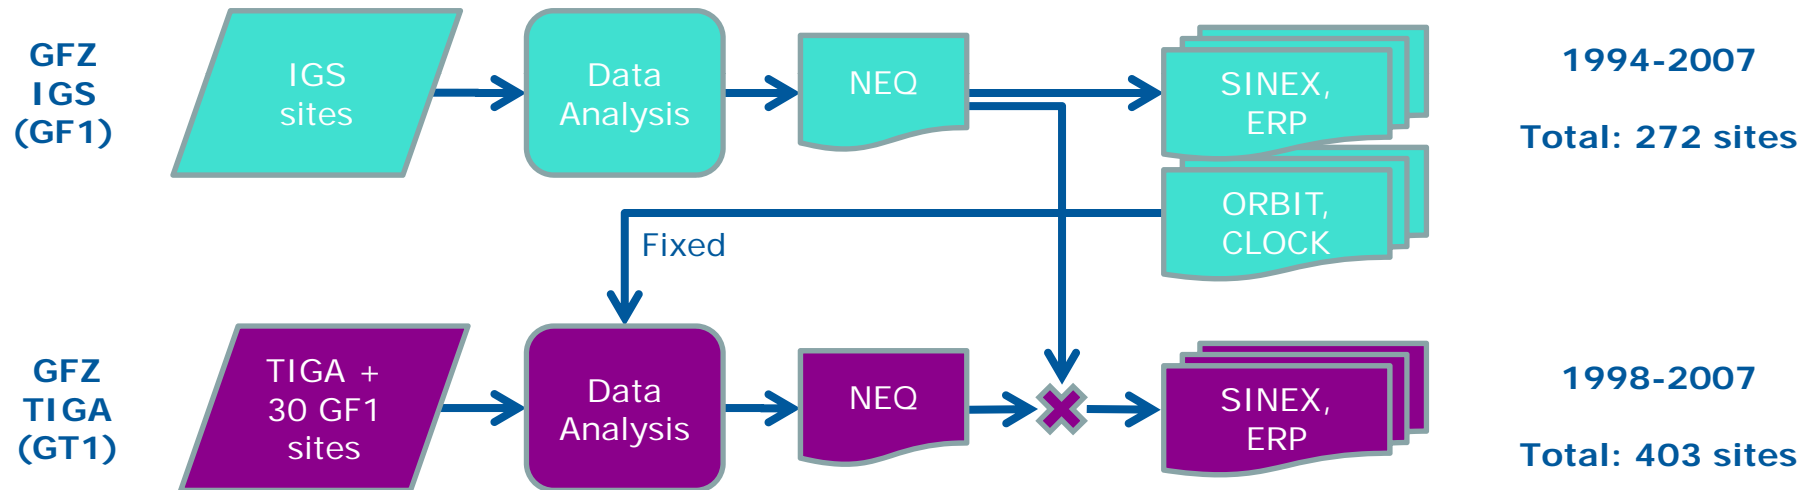 GFZ
IGS
(GF1)
IGS
sites
Data
Analysis
NEQ
SINEX,
ERP
1994-2007
Total: 272 sites
ORBIT,
CLOCK
Fixed
GFZ
TIGA
(GT1)
TIGA +
30 GF1
sites
Data
Analysis
NEQ
SINEX,
ERP
1998-2007
Total: 403 sites